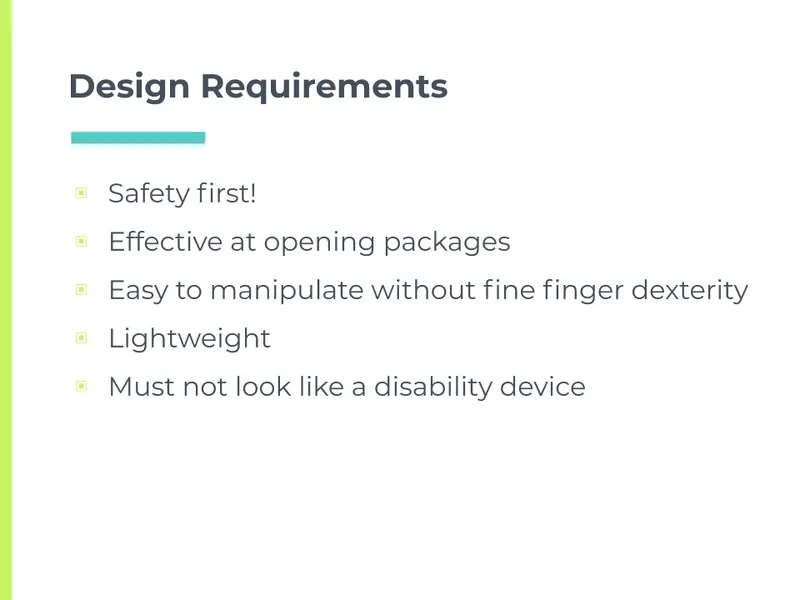 Design Requirements
Safety first!
Effective at opening packages
Easy to manipulate without fine finger dexterity
Lightweight
Must not look like a disability device